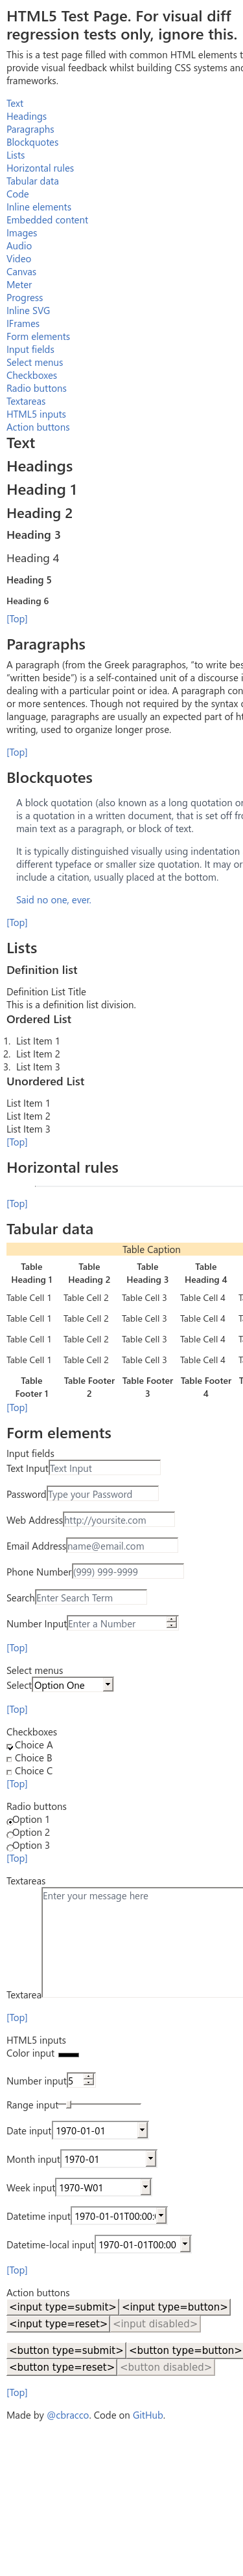 HTML5 Test Page. For visual diff
regression tests only, ignore this.
This is a test page filled with common HTML elements t
provide visual feedback whilst building CSS systems and
frameworks.
Text
Headings
Paragraphs
Blockquotes
Lists
Horizontal rules
Tabular data
Code
Inline elements
Embedded content
Images
Audio
Video
Canvas
Meter
Progress
Inline SVG
IFrames
Form elements
Input fields
Select menus
Checkboxes
Radio buttons
Textareas
HTML5 inputs
Action buttons
Text
Headings
Heading 1
Heading 2
Heading 3
Heading 4
Heading 5
Heading 6
[Top]
Paragraphs
A paragraph (from the Greek paragraphos, “to write bes
“written beside”) is a self-contained unit of a discourse i
dealing with a particular point or idea. A paragraph con
or more sentences. Though not required by the syntax o
language, paragraphs are usually an expected part of fo
writing, used to organize longer prose.
[Top]
Blockquotes
A block quotation (also known as a long quotation or
is a quotation in a written document, that is set off fro
main text as a paragraph, or block of text.
It is typically distinguished visually using indentation
different typeface or smaller size quotation. It may or
include a citation, usually placed at the bottom.
Said no one, ever.
[Top]
Lists
Definition list
Definition List Title
This is a definition list division.
Ordered List
1. List Item 1
2. List Item 2
3. List Item 3
Unordered List
List Item 1
List Item 2
List Item 3
[Top]
Horizontal rules
[Top]
Tabular data
Table Caption
Table Table Table Table
Heading 1 Heading 2 Heading 3 Heading 4
Table Cell 1 Table Cell 2 Table Cell 3 Table Cell 4 Ta
Table Cell 1 Table Cell 2 Table Cell 3 Table Cell 4 Ta
Table Cell 1 Table Cell 2 Table Cell 3 Table Cell 4 Ta
Table Cell 1 Table Cell 2 Table Cell 3 Table Cell 4 Ta
Table Table Footer Table Footer Table Footer T
Footer 1 2 3 4
[Top]
Form elements
Input fields
Text Input Text Input
Password Type your Password
Web Address http://yoursite.com
Email Address name@email.com
Phone Number (999) 999-9999
Search Enter Search Term
Number Input Enter a Number
[Top]
Select menus
Select Option One
[Top]
Checkboxes
Choice A
Choice B
Choice C
[Top]
Radio buttons
Option 1
Option 2
Option 3
[Top]
Textareas
Enter your message here
Textarea
[Top]
HTML5 inputs
Color input
Number input 5
Range input
Date input 1970-01-01
Month input 1970-01
Week input 1970-W01
Datetime input 1970-01-01T00:00:
Datetime-local input 1970-01-01T00:00
[Top]
Action buttons
<input type=submit> <input type=button>
<input type=reset> <input disabled>
<button type=submit> <button type=button>
<button type=reset> <button disabled>
[Top]
Made by @cbracco. Code on GitHub.